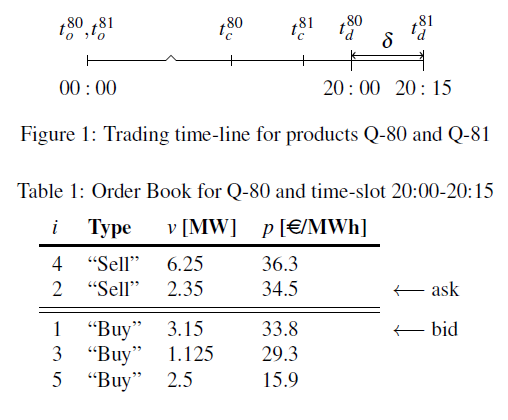 t_o^80, t_o^81 t_c^80 t_c^81 t_d^80 δ t_d^81
00 : 00 20 : 00 20 : 15
Figure 1: Trading time-line for products Q-80 and Q-81
Table 1: Order Book for Q-80 and time-slot 20:00-20:15
i Type v [MW] p [€/MWh]
4 “Sell” 6.25 36.3
2 “Sell” 2.35 34.5 ← ask
1 “Buy” 3.15 33.8 ← bid
3 “Buy” 1.125 29.3
5 “Buy” 2.5 15.9